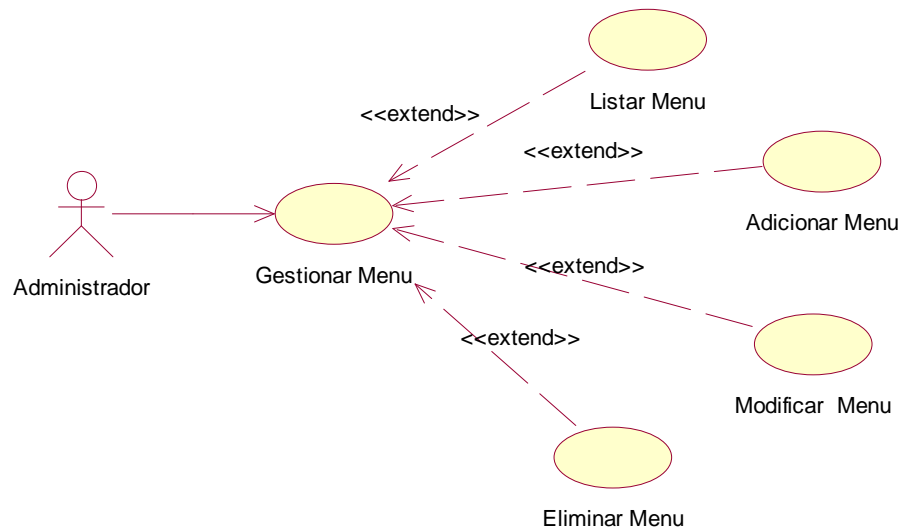 Listar Menu
<<extend>>
<<extend>>
Adicionar Menu
Administrador
Gestionar Menu
<<extend>>
<<extend>>
Modificar Menu
Eliminar Menu